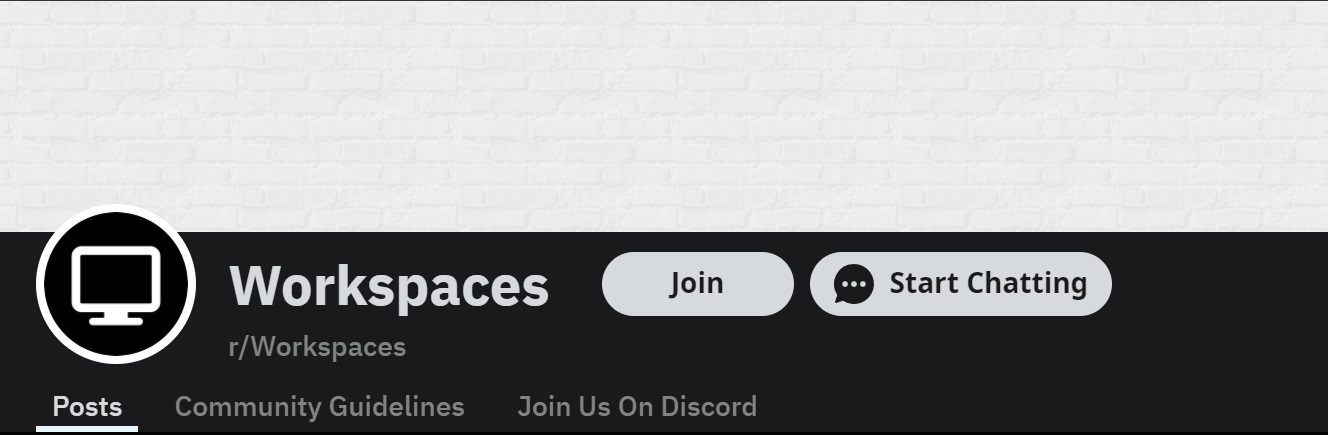 Workspaces
Join
Start Chatting
r/Workspaces
Posts
Community Guidelines
Join Us On Discord